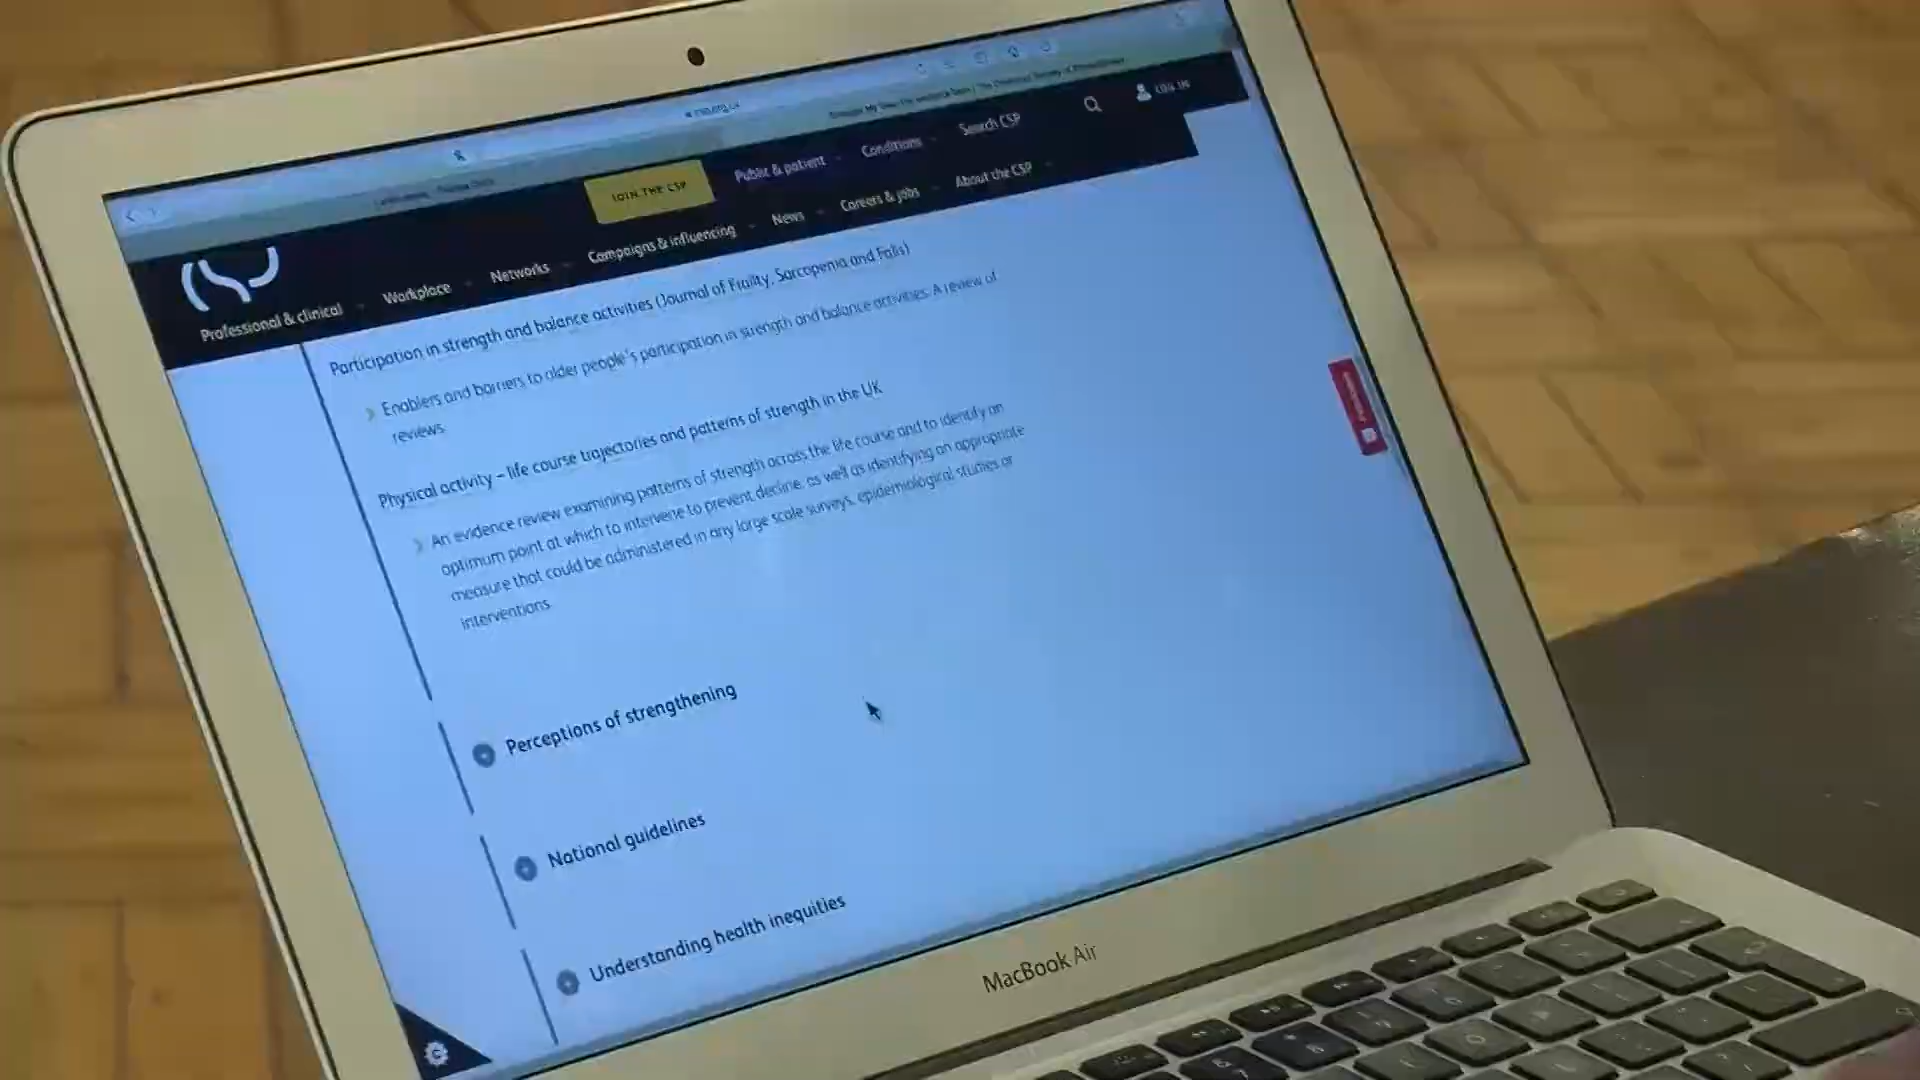 csp.org.uk
JOIN THE CSP
Public & patient
Conditions
Search CSP
LOG IN
Professional & clinical
Workplace
Networks
Campaigns & influencing
News
Careers & jobs
About the CSP
Participation in strength and balance activities (Journal of Frailty, Sarcopenia and Falls)
Enablers and barriers to older people's participation in strength and balance activities: A review of
reviews
Physical activity – life course trajectories and patterns of strength in the UK
An evidence review examining patterns of strength across the life course and to identify an
optimum point at which to intervene to prevent decline, as well as identifying an appropriate
measure that could be administered in any large scale surveys, epidemiological studies or
interventions
Perceptions of strengthening
National guidelines
Understanding health inequities
MacBook Air